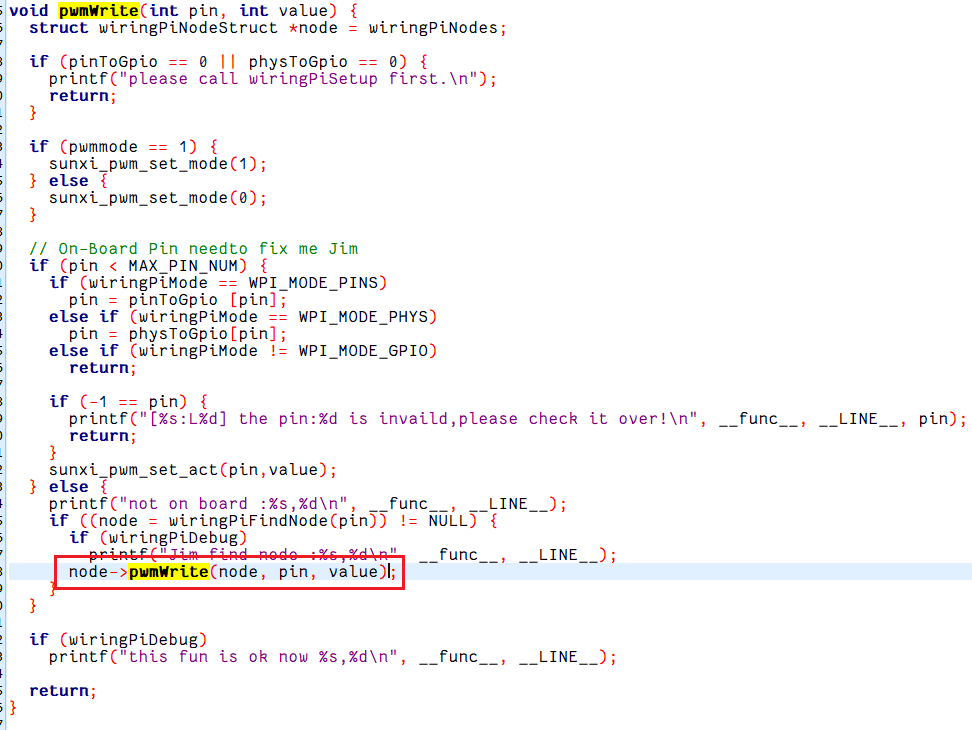 void pwmWrite(int pin, int value) {
  struct wiringPiNodeStruct *node = wiringPiNodes;
  if (pinToGpio == 0 || physToGpio == 0) {
    printf("please call wiringPiSetup first.\n");
    return;
  }
  if (pwmmode == 1) {
    sunxi_pwm_set_mode(1);
  } else {
    sunxi_pwm_set_mode(0);
  }
  // On-Board Pin needto fix me Jim
  if (pin < MAX_PIN_NUM) {
    if (wiringPiMode == WPI_MODE_PINS)
      pin = pinToGpio [pin];
    else if (wiringPiMode == WPI_MODE_PHYS)
      pin = physToGpio[pin];
    else if (wiringPiMode != WPI_MODE_GPIO)
      return;
    if (-1 == pin) {
      printf("[%s:L%d] the pin:%d is invaild,please check it over!\n", __func__, __LINE__, pin);
      return;
    }
    sunxi_pwm_set_act(pin,value);
  } else {
    printf("not on board :%s,%d\n", __func__, __LINE__);
    if ((node = wiringPiFindNode(pin)) != NULL) {
      if (wiringPiDebug)
        printf("Jim find node :%s,%d\n", __func__, __LINE__);
      node->pwmWrite(node, pin, value);
    }
  }
  if (wiringPiDebug)
    printf("this fun is ok now %s,%d\n", __func__, __LINE__);
  return;
}